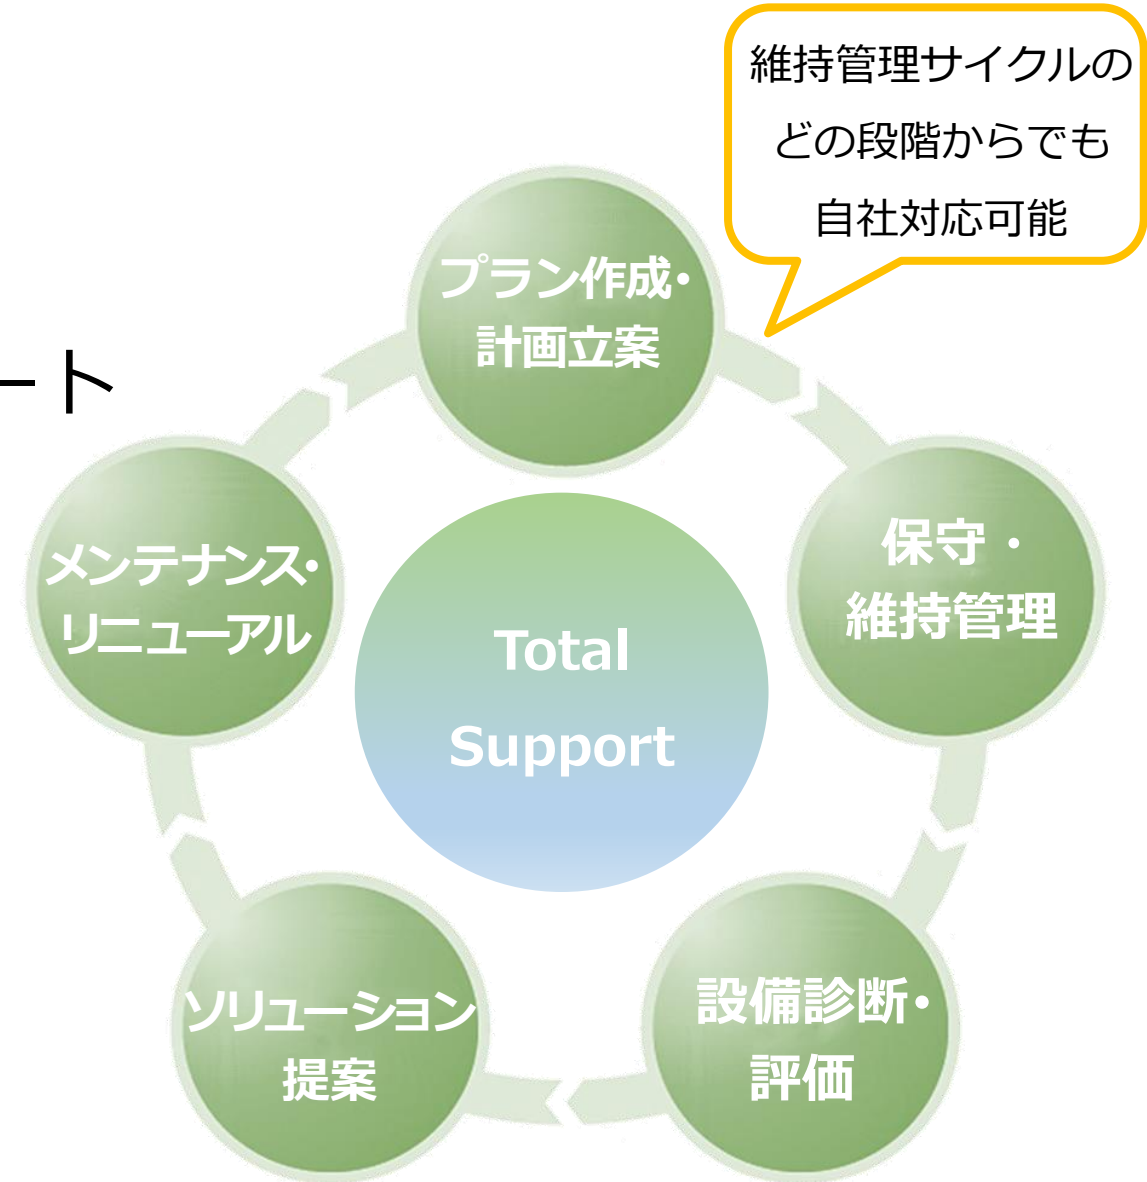 維持管理サイクルの
どの段階からでも
自社対応可能
プラン作成・
計画立案
ート
メンテナンス・
リニューアル
保守・
維持管理
Total
Support
ソリューション
提案
設備診断・
評価